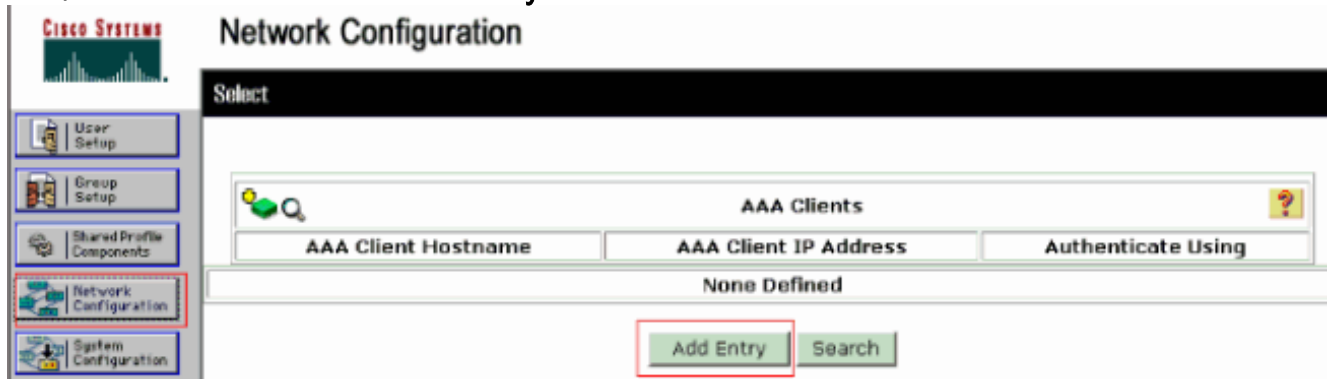 CISCO SYSTEMS
Network Configuration
Select
User
Setup
Group
Setup
Shared Profile
Components
Network
Configuration
System
Configuration
AAA Clients
?
AAA Client Hostname AAA Client IP Address Authenticate Using
None Defined
Add Entry Search